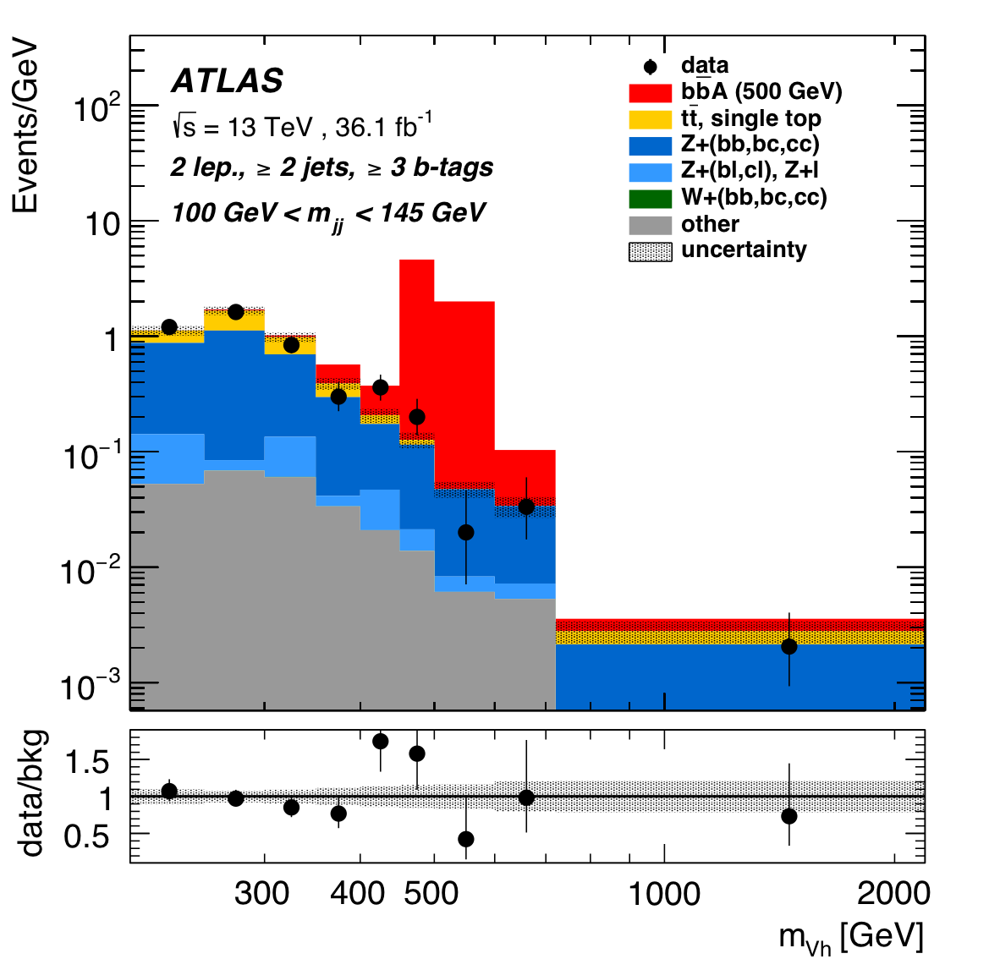 Events/GeV
10²
10
1
10⁻¹
10⁻²
10⁻³
ATLAS
√s = 13 TeV , 36.1 fb⁻¹
2 lep., ≥ 2 jets, ≥ 3 b-tags
100 GeV < m_jj < 145 GeV
data
bb̄A (500 GeV)
tt̄, single top
Z+(bb,bc,cc)
Z+(bl,cl), Z+l
W+(bb,bc,cc)
other
uncertainty
data/bkg
1.5
1
0.5
300 400 500 1000 2000
m_Vh [GeV]